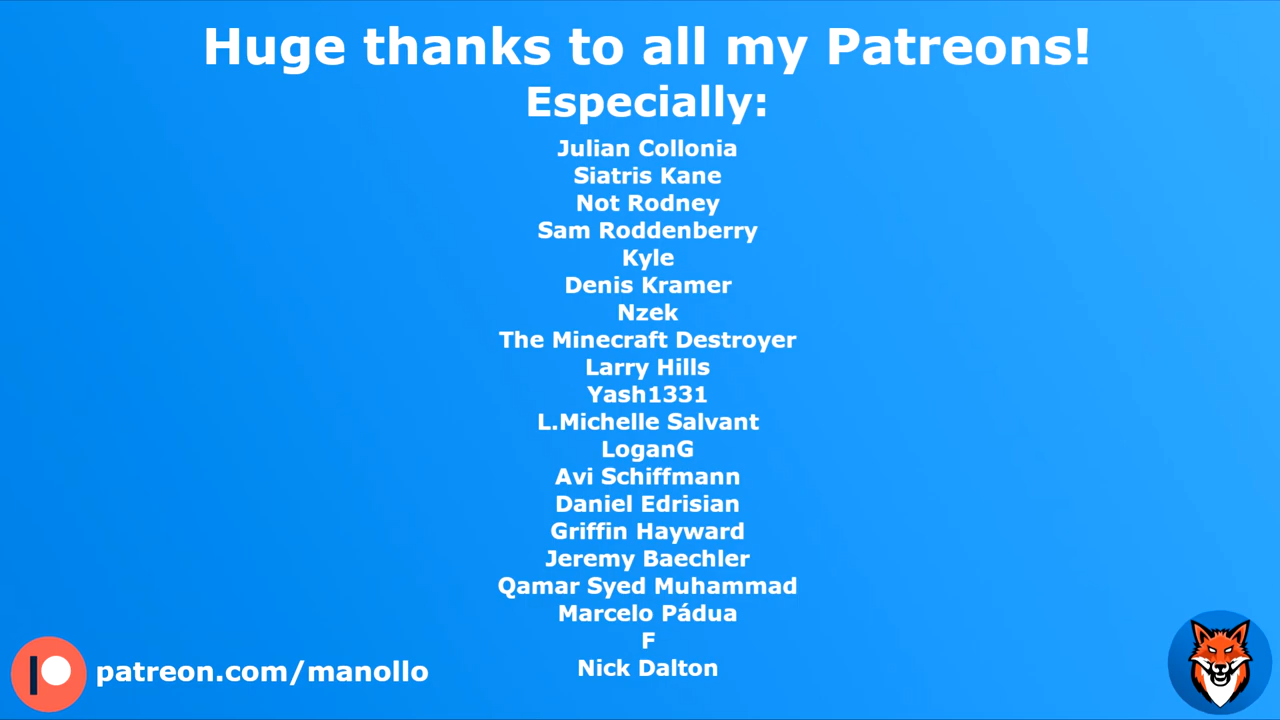 Huge thanks to all my Patreons!
Especially:
Julian Collonia
Siatris Kane
Not Rodney
Sam Roddenberry
Kyle
Denis Kramer
Nzek
The Minecraft Destroyer
Larry Hills
Yash1331
L.Michelle Salvant
LoganG
Avi Schiffmann
Daniel Edrisian
Griffin Hayward
Jeremy Baechler
Qamar Syed Muhammad
Marcelo Pádua
F
Nick Dalton
patreon.com/manollo